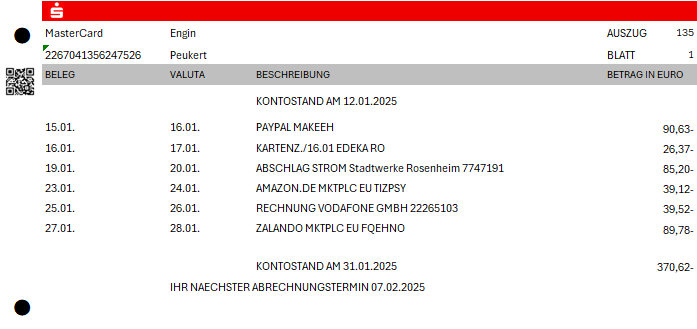 MasterCard Engin AUSZUG 135
2267041356247526 Peukert BLATT 1
BELEG VALUTA BESCHREIBUNG BETRAG IN EURO
KONTOSTAND AM 12.01.2025
15.01. 16.01. PAYPAL MAKEEH 90,63-
16.01. 17.01. KARTENZ./16.01 EDEKA RO 26,37-
19.01. 20.01. ABSCHLAG STROM Stadtwerke Rosenheim 7747191 85,20-
23.01. 24.01. AMAZON.DE MKTPLC EU TIZPSY 39,12-
25.01. 26.01. RECHNUNG VODAFONE GMBH 22265103 39,52-
27.01. 28.01. ZALANDO MKTPLC EU FQEHNO 89,78-
KONTOSTAND AM 31.01.2025 370,62-
IHR NAECHSTER ABRECHNUNGSTERMIN 07.02.2025